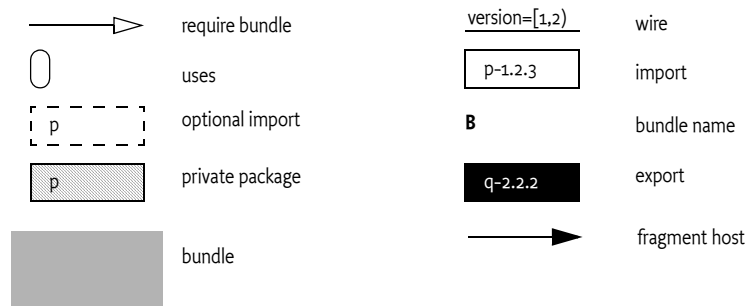 require bundle
uses
p
optional import
p
private package
bundle
version=[1,2)
wire
p-1.2.3
import
B
bundle name
q-2.2.2
export
fragment host